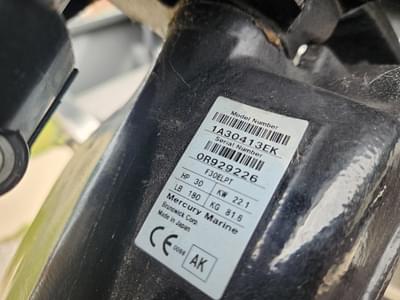 Model Number
1A30413EK
Serial Number
0R929226
F30ELPT
HP 30 KW 22.1
LB 180 KG 81.6
Mercury Marine
Brunswick Corp.
Made in Japan
CE 0098 AK